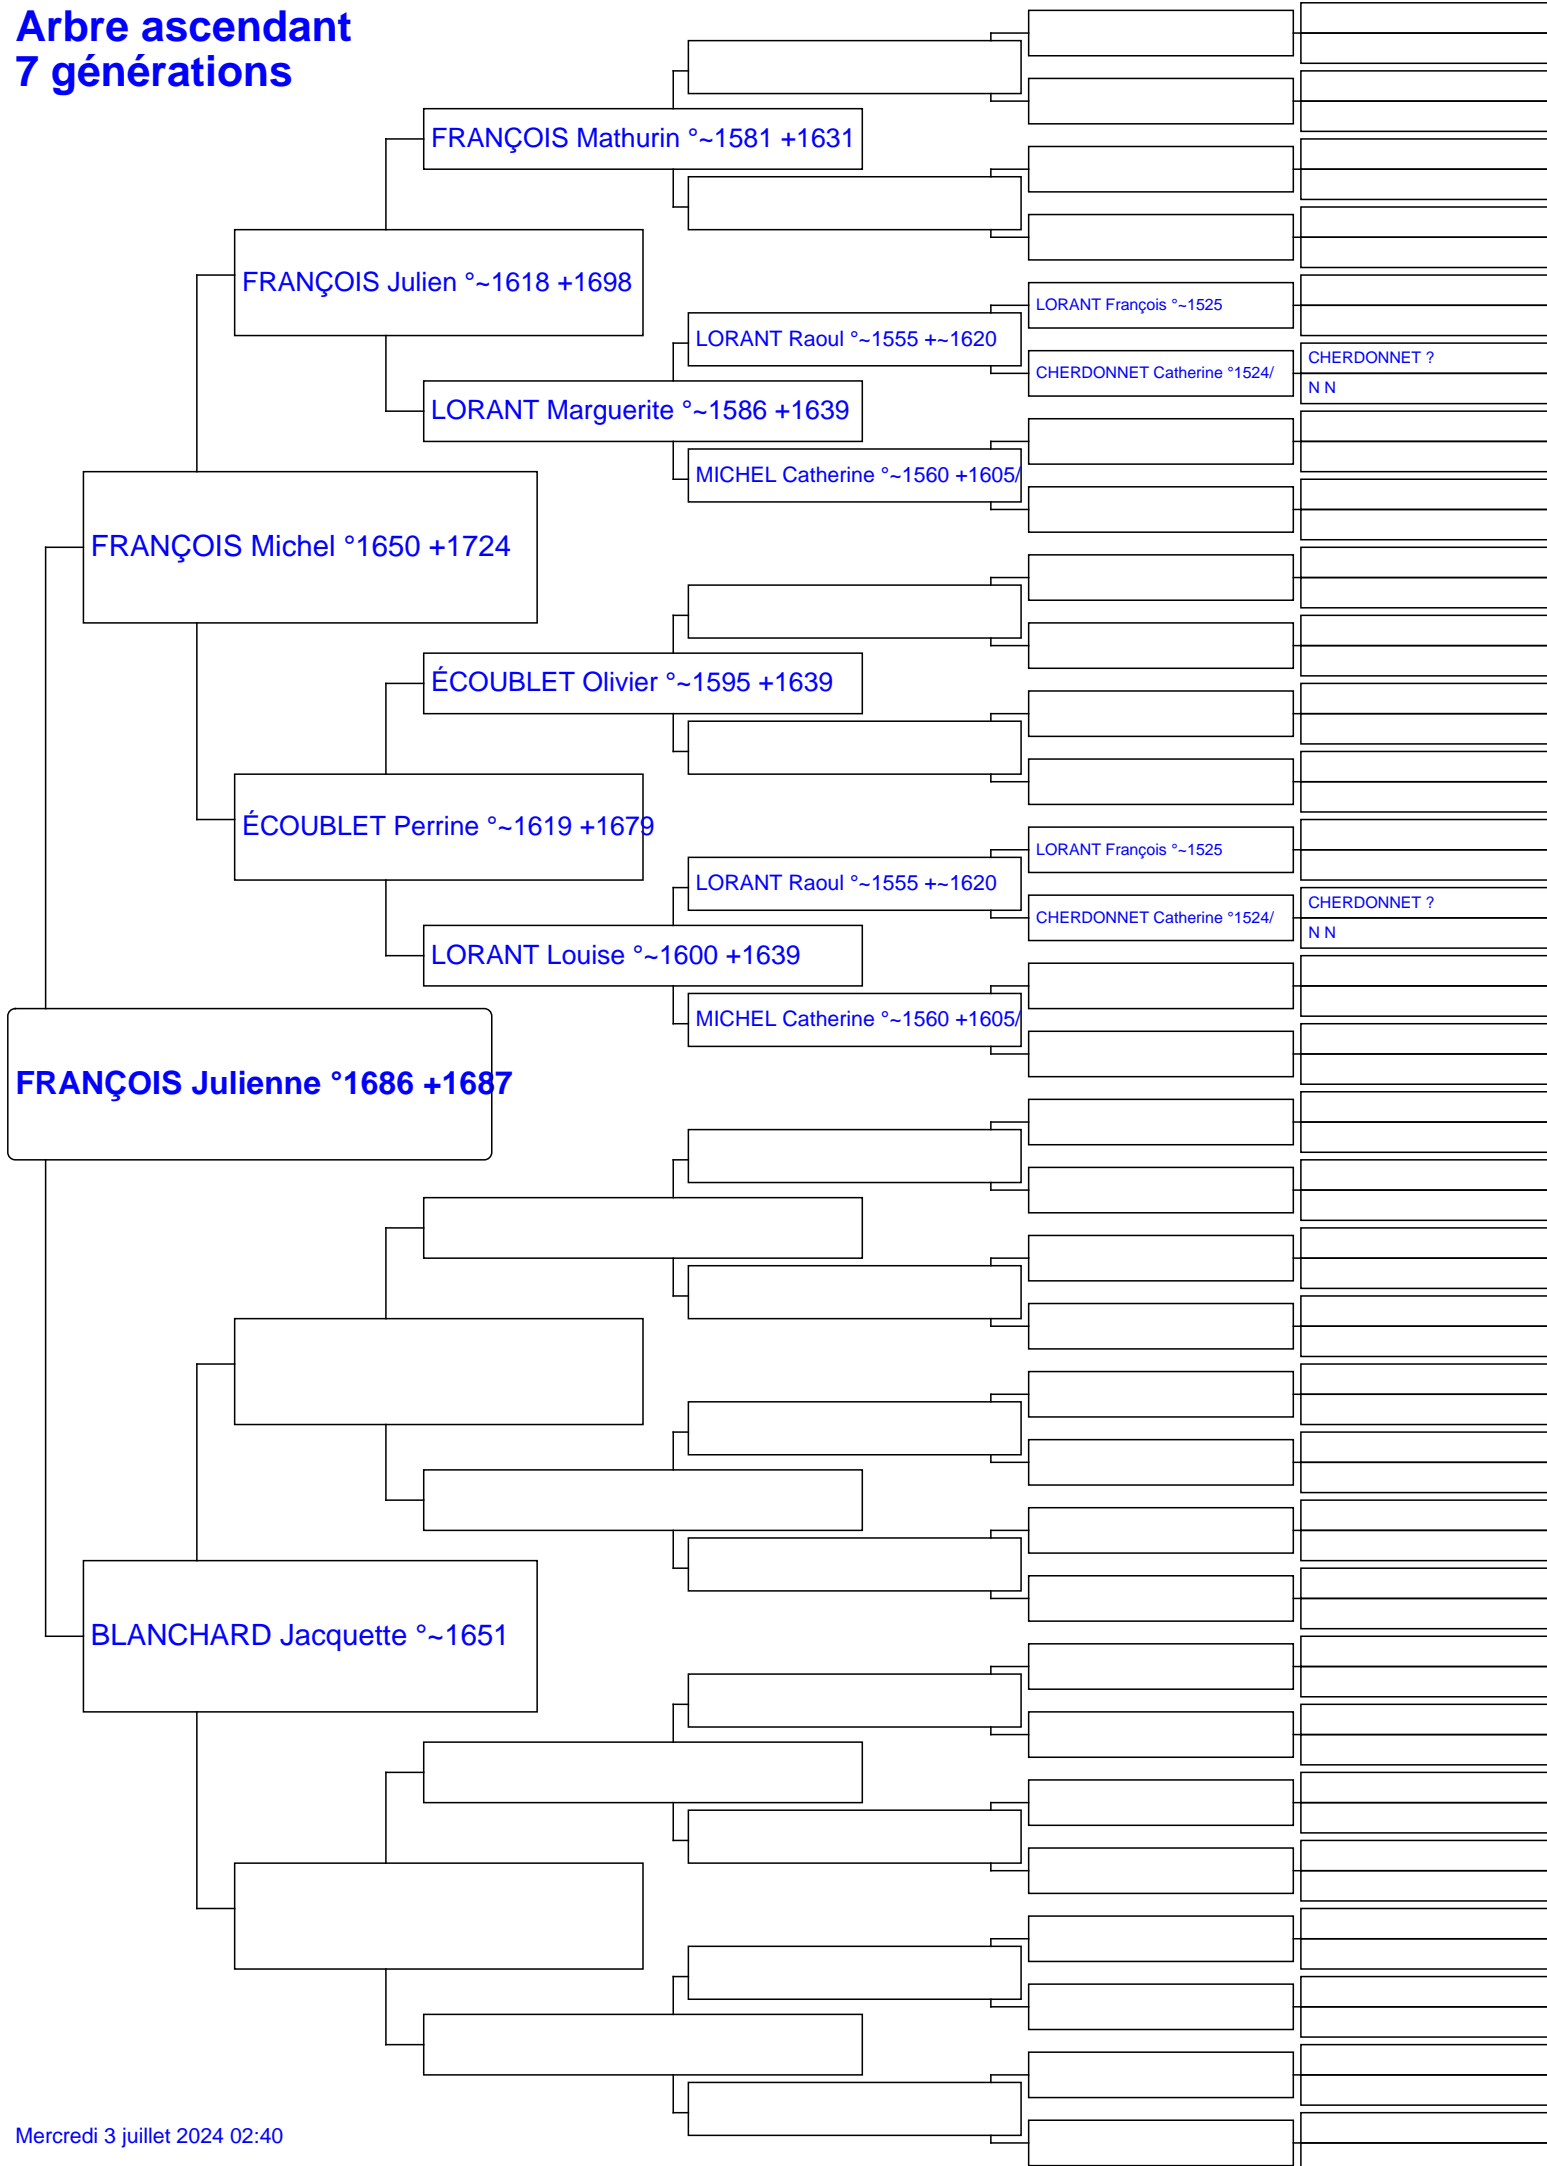 Arbre ascendant
7 générations
FRANÇOIS Mathurin °~1581 +1631
FRANÇOIS Julien °~1618 +1698
LORANT François °~1525
LORANT Raoul °~1555 +~1620
CHERDONNET ?
CHERDONNET Catherine °1524/
N N
LORANT Marguerite °~1586 +1639
MICHEL Catherine °~1560 +1605/
FRANÇOIS Michel °1650 +1724
ÉCOUBLET Olivier °~1595 +1639
ÉCOUBLET Perrine °~1619 +1679
LORANT François °~1525
LORANT Raoul °~1555 +~1620
CHERDONNET ?
CHERDONNET Catherine °1524/
N N
LORANT Louise °~1600 +1639
MICHEL Catherine °~1560 +1605/
FRANÇOIS Julienne °1686 +1687
BLANCHARD Jacquette °~1651
Mercredi 3 juillet 2024 02:40